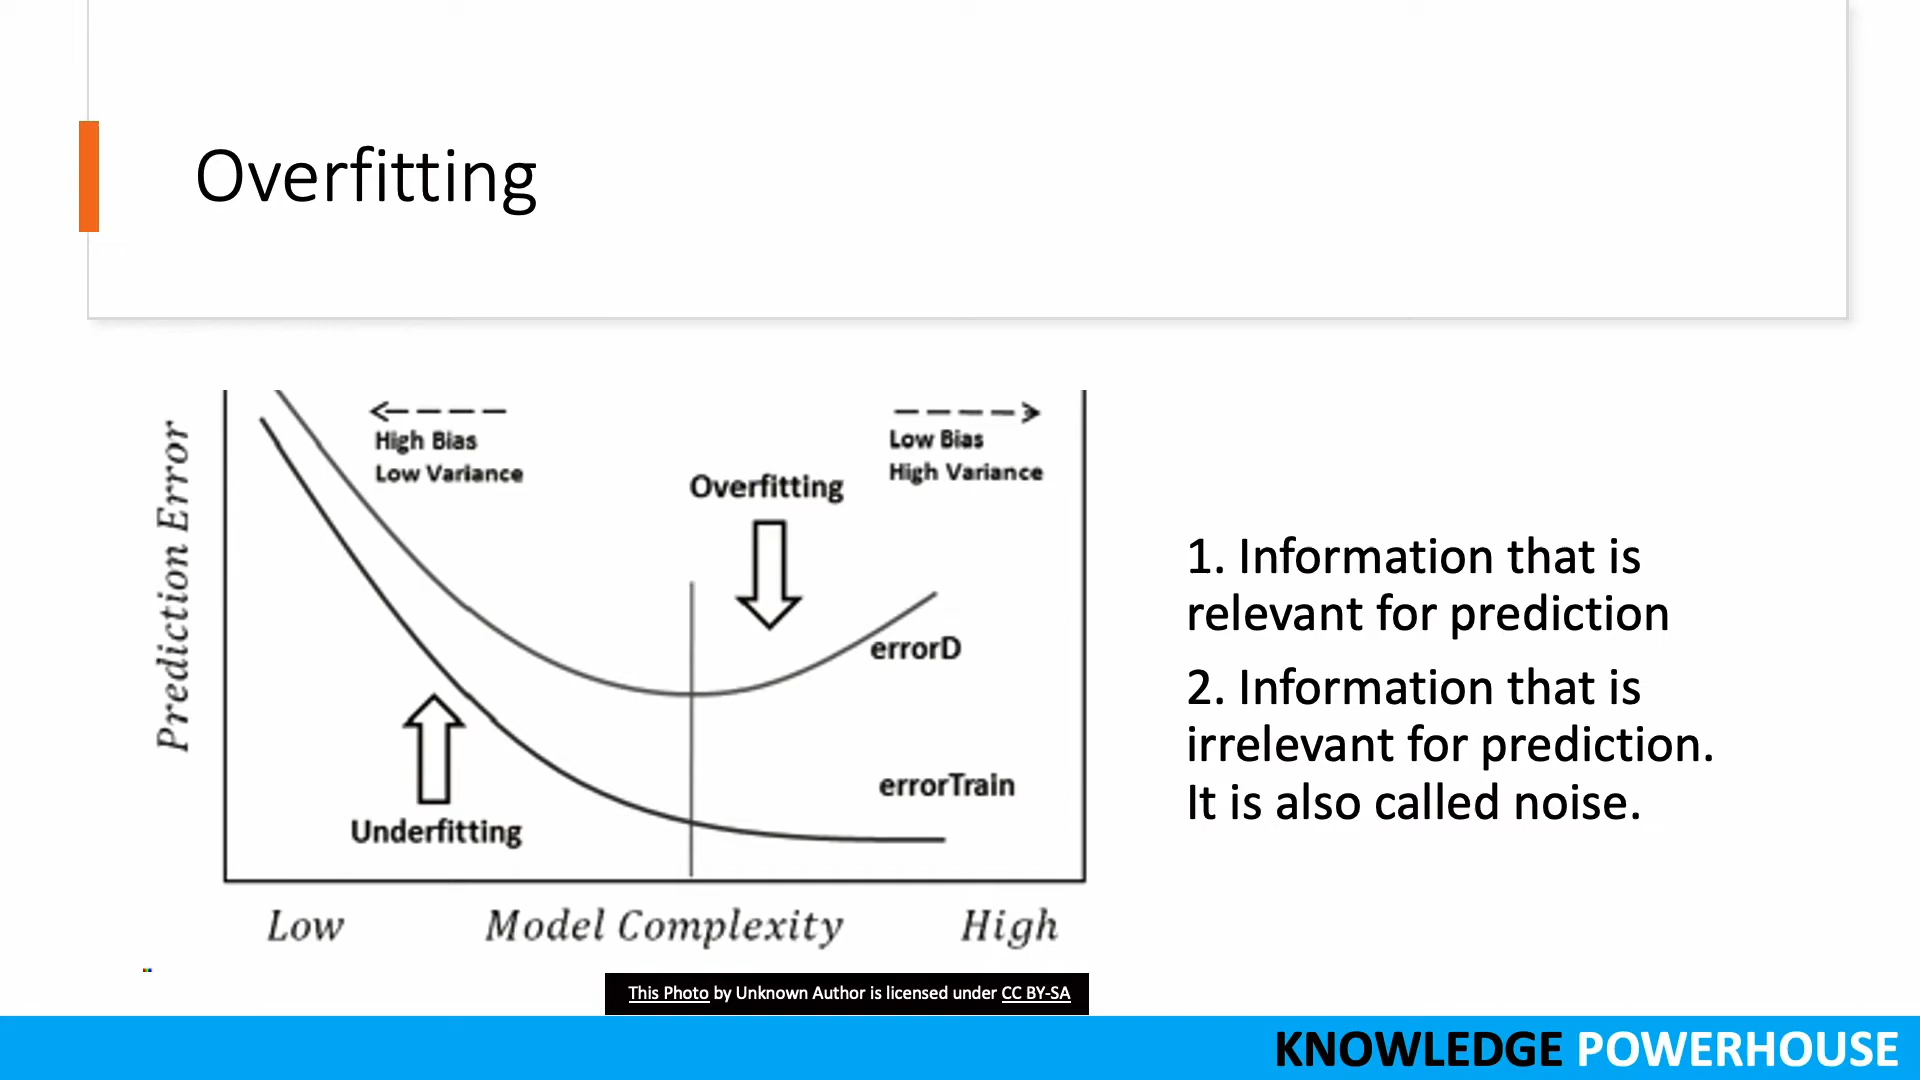 Overfitting
High Bias
Low Variance
Low Bias
High Variance
Overfitting
errorD
errorTrain
Underfitting
Prediction Error
Low
Model Complexity
High
1. Information that is
relevant for prediction
2. Information that is
irrelevant for prediction.
It is also called noise.
This Photo by Unknown Author is licensed under CC BY-SA
KNOWLEDGE POWERHOUSE